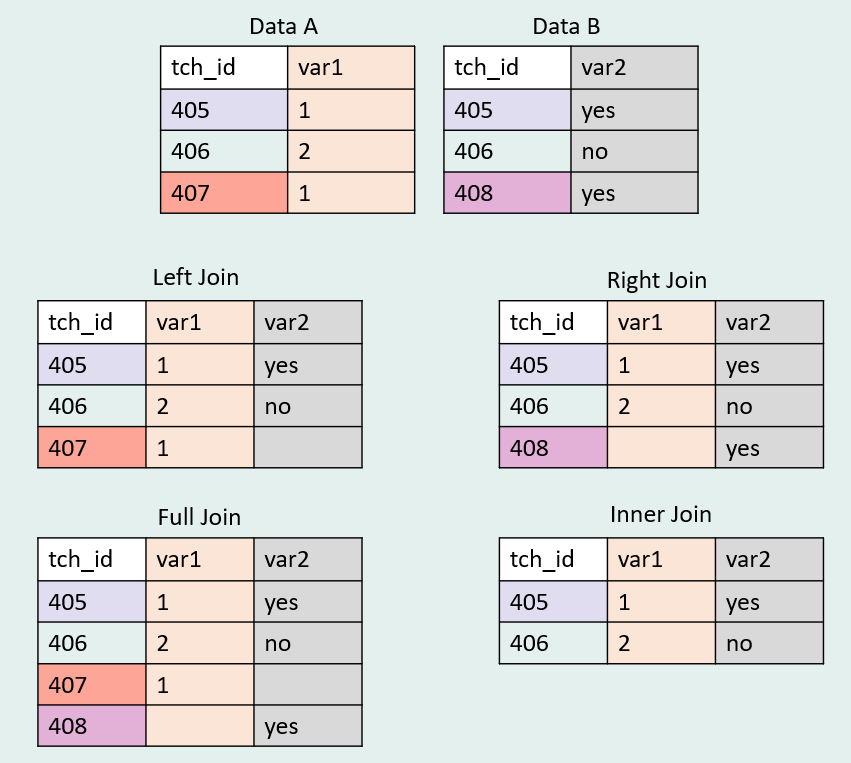 Data A
tch_id var1
405 1
406 2
407 1
Data B
tch_id var2
405 yes
406 no
408 yes
Left Join
tch_id var1 var2
405 1 yes
406 2 no
407 1
Right Join
tch_id var1 var2
405 1 yes
406 2 no
408 yes
Full Join
tch_id var1 var2
405 1 yes
406 2 no
407 1
408 yes
Inner Join
tch_id var1 var2
405 1 yes
406 2 no